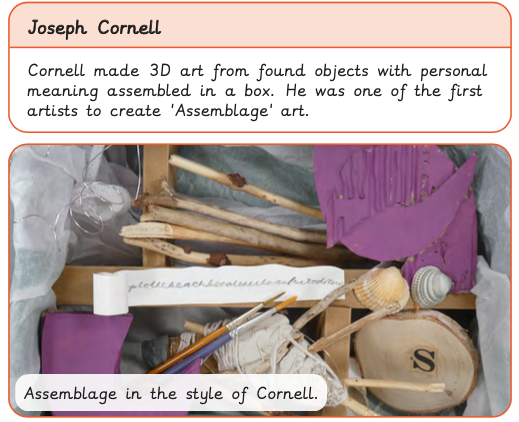 Joseph Cornell
Cornell made 3D art from found objects with personal
meaning assembled in a box. He was one of the first
artists to create 'Assemblage' art.
S
Assemblage in the style of Cornell.